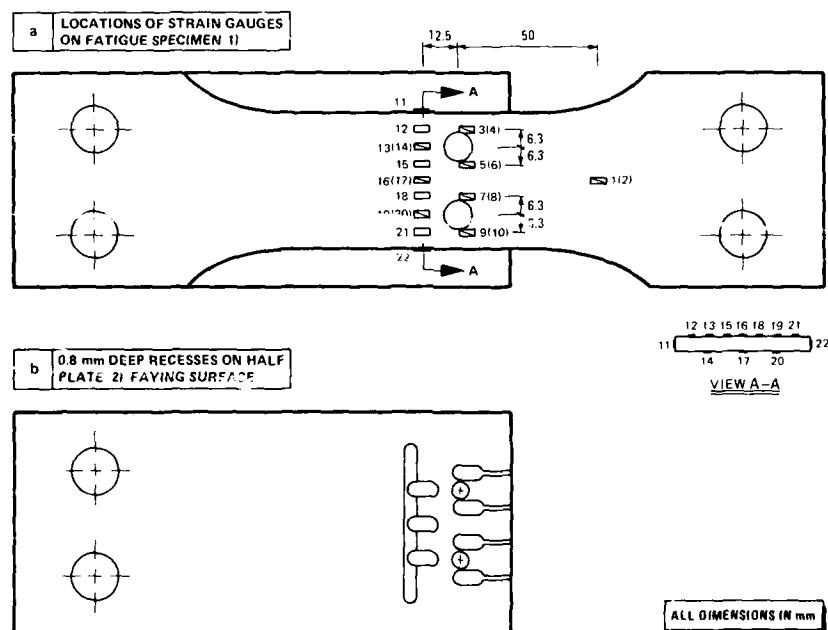 a
LOCATIONS OF STRAIN GAUGES
ON FATIGUE SPECIMEN 1)
12.5
50
A
11
12
3(4)
6.3
13(14)
6.3
15
5(6)
16(17)
1(2)
18
7(8)
6.3
21
9(10)
22
A
12 13 15 16 18 19 21
11
22
14 17 20
VIEW A-A
b
0.8 mm DEEP RECESSES ON HALF
PLATE 2) FAYING SURFACE
ALL DIMENSIONS IN mm